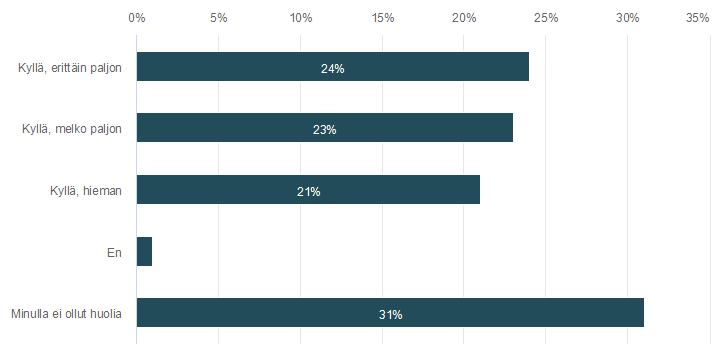 0% 5% 10% 15% 20% 25% 30% 35%
Kyllä, erittäin paljon 24%
Kyllä, melko paljon 23%
Kyllä, hieman 21%
En
Minulla ei ollut huolia 31%